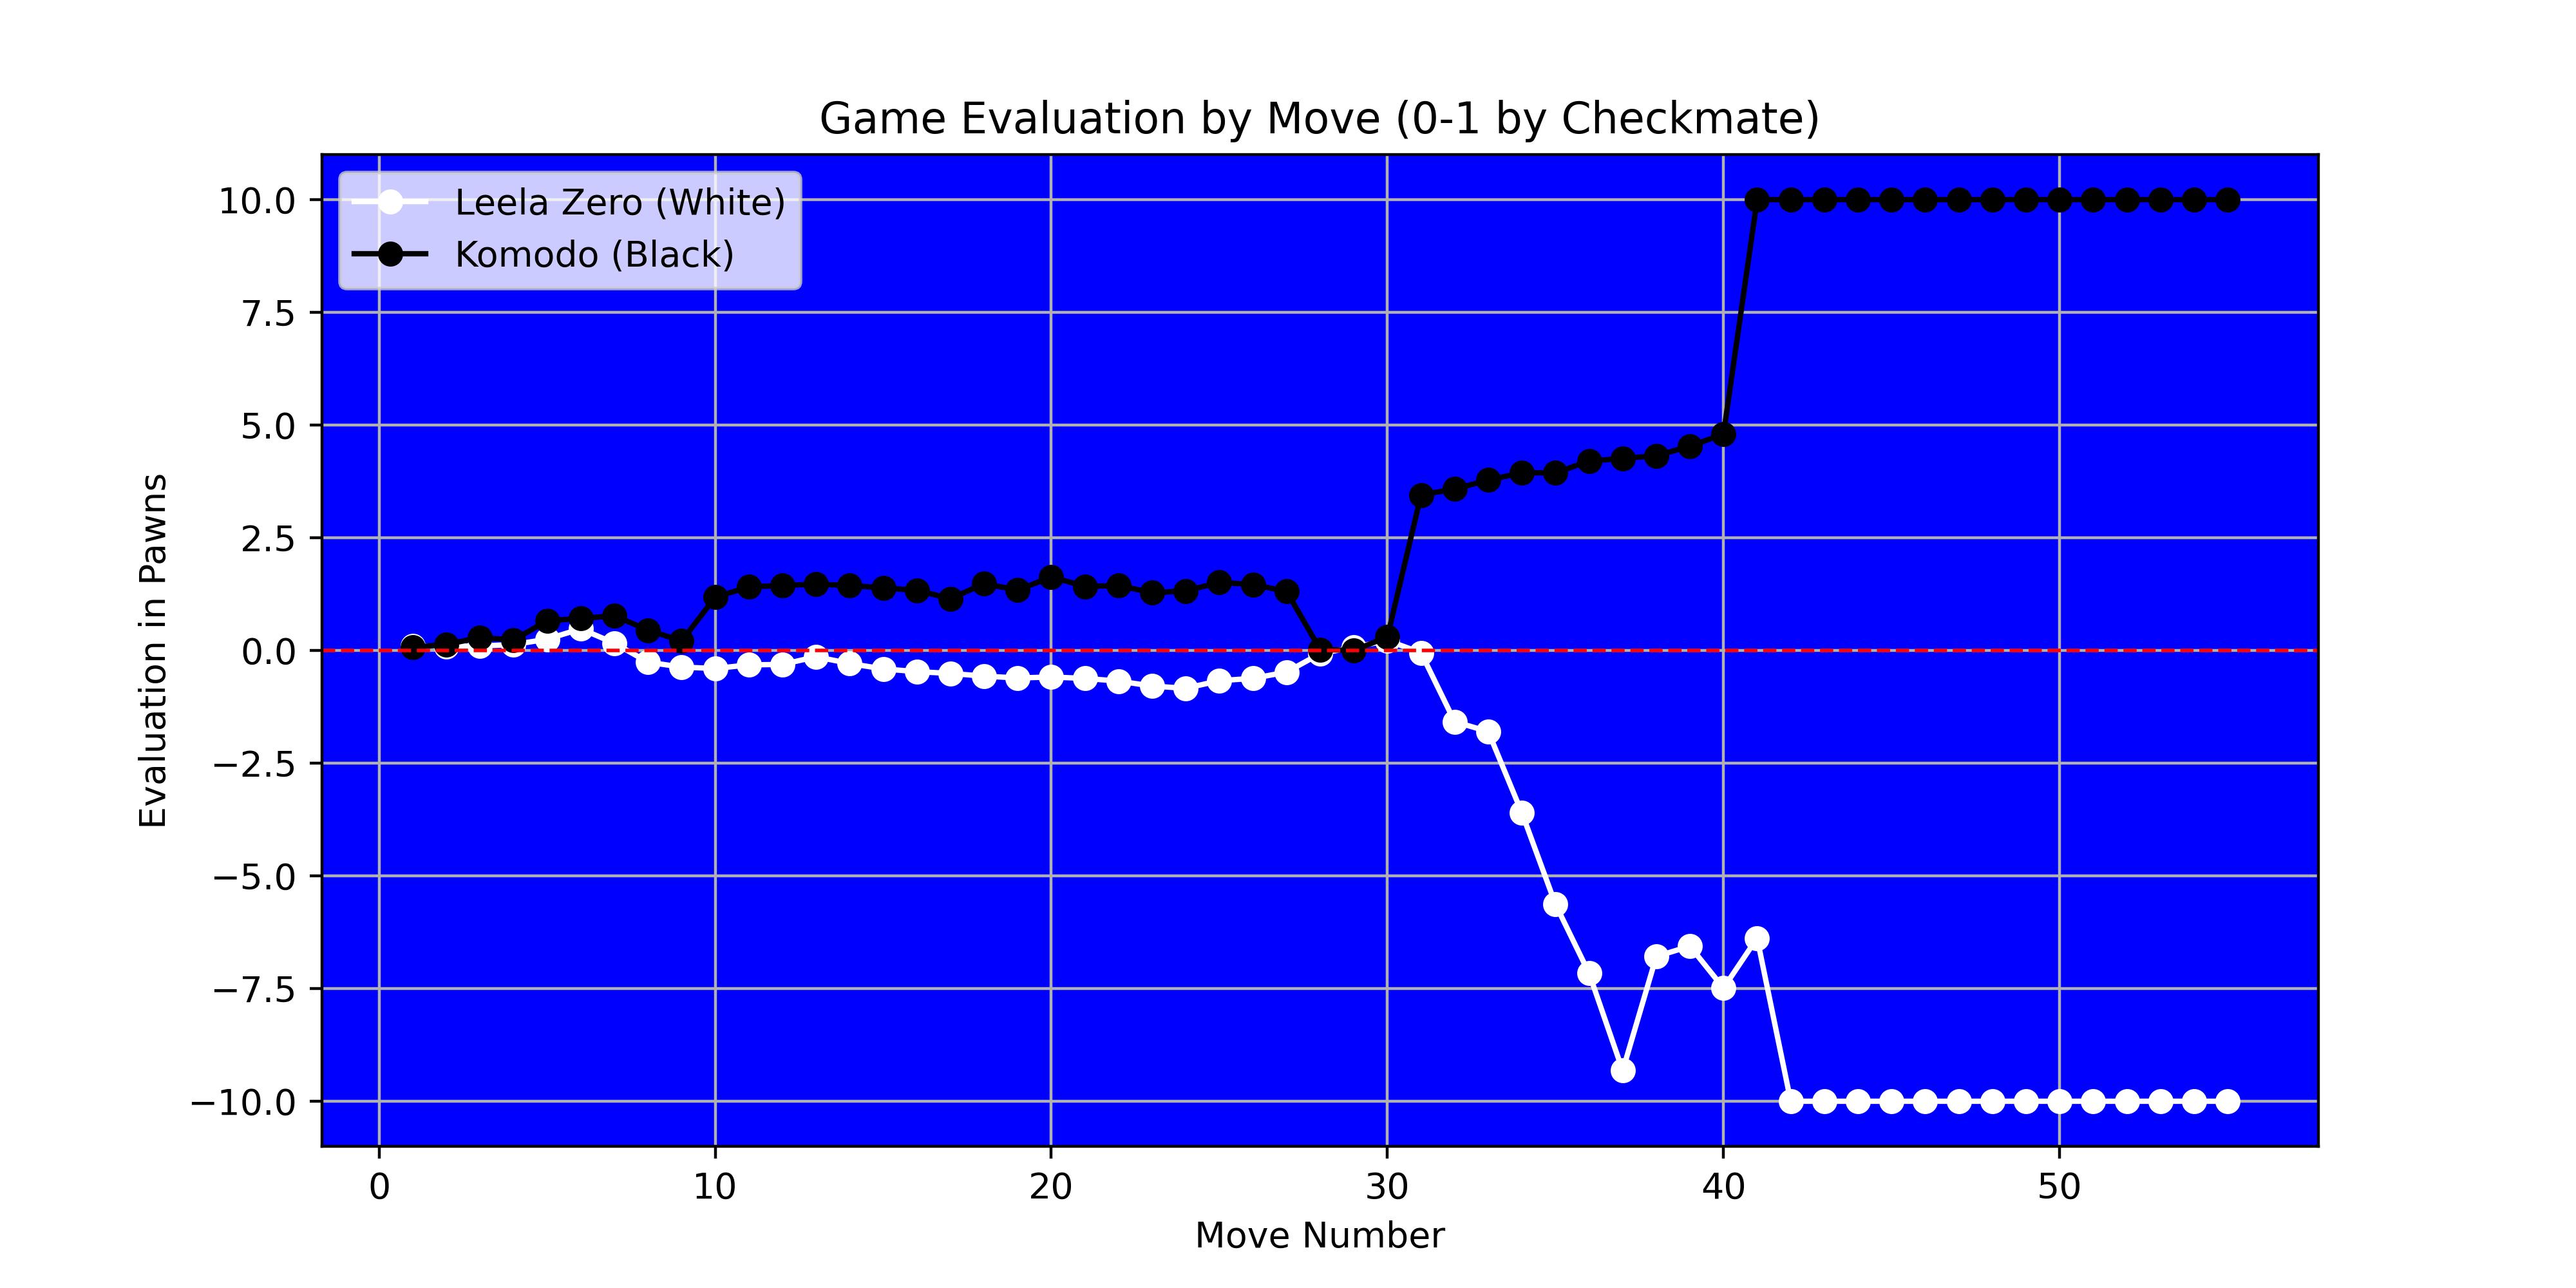 Game Evaluation by Move (0-1 by Checkmate)
Leela Zero (White)
Komodo (Black)
Evaluation in Pawns
10.0
7.5
5.0
2.5
0.0
−2.5
−5.0
−7.5
−10.0
0 10 20 30 40 50
Move Number